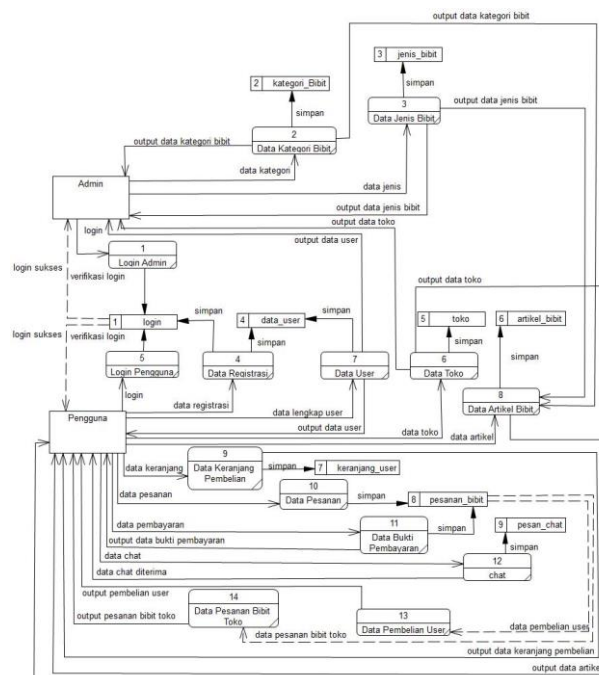 output data kategori bibit
3 jenis_bibit
simpan
2 kategori_Bibit
simpan
3
Data Jenis Bibit
output data jenis bibit
2
Data Kategori Bibit
output data kategori bibit
data kategori
Admin
data jenis
output data jenis bibit
output data toko
login
output data user
1
Login Admin
login sukses
verifikasi login
output data toko
simpan
4 data_user
simpan
5 toko
6 artikel_bibit
1 login
login sukses
verifikasi login
simpan
simpan
simpan
5
Login Pengguna
4
Data Registrasi
7
Data User
6
Data Toko
8
Data Artikel Bibit
login
data registrasi
data lengkap user
output data user
data toko
data artikel
Pengguna
9
Data Keranjang
Pembelian
data keranjang
simpan
7 keranjang_user
data pesanan
10
Data Pesanan
simpan
8 pesanan_bibit
9 pesan_chat
data pembayaran
output data bukti pembayaran
11
Data Bukti
Pembayaran
simpan
simpan
data chat
data chat diterima
12
chat
output pembelian user
14
Data Pesanan Bibit
Toko
output pesanan bibit toko
13
Data Pembelian User
data pembelian user
data pesanan bibit toko
output data keranjang pembelian
output data artike